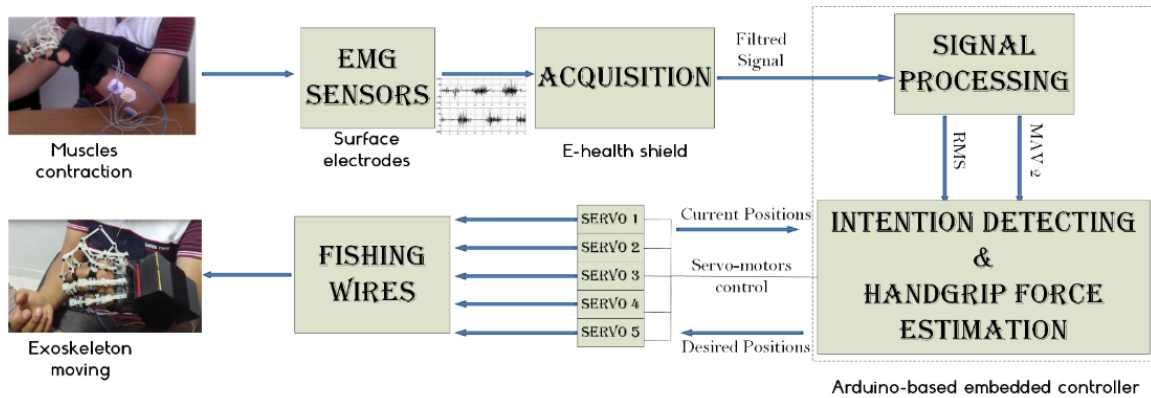 Muscles
contraction
EMG
SENSORS
Surface
electrodes
ACQUISITION
E-health shield
Filtred
Signal
SIGNAL
PROCESSING
RMS
MAV 2
INTENTION DETECTING
&
HANDGRIP FORCE
ESTIMATION
Arduino-based embedded controller
Current Positions
Servo-motors
control
Desired Positions
SERVO 1
SERVO 2
SERVO 3
SERVO 4
SERVO 5
FISHING
WIRES
Exoskeleton
moving